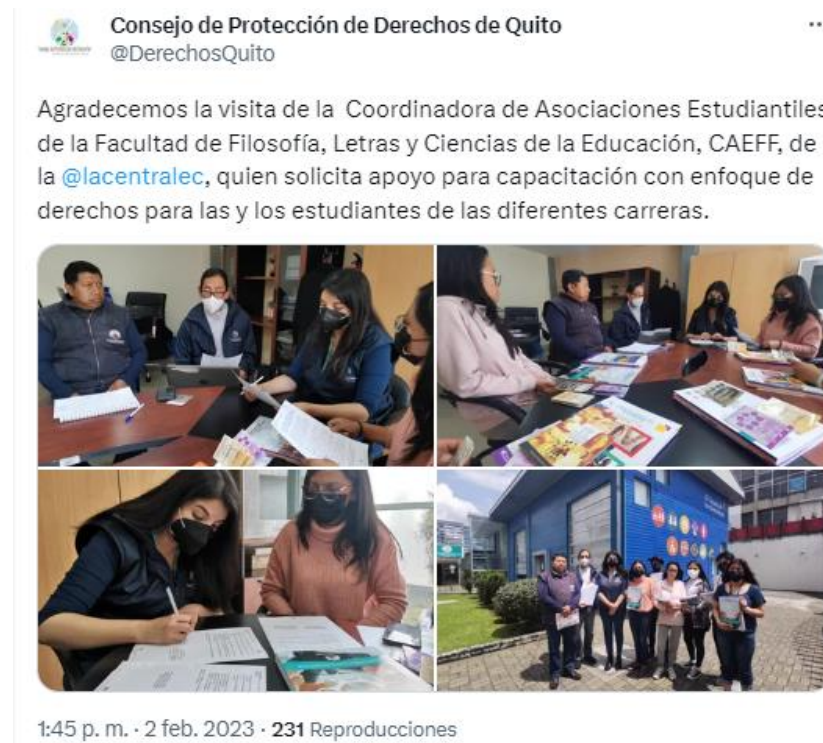 Consejo de Protección de Derechos de Quito
@DerechosQuito
Agradecemos la visita de la Coordinadora de Asociaciones Estudiantiles
de la Facultad de Filosofía, Letras y Ciencias de la Educación, CAEFF, de
la @lacentralec, quien solicita apoyo para capacitación con enfoque de
derechos para las y los estudiantes de las diferentes carreras.
1:45 p. m. · 2 feb. 2023 · 231 Reproducciones